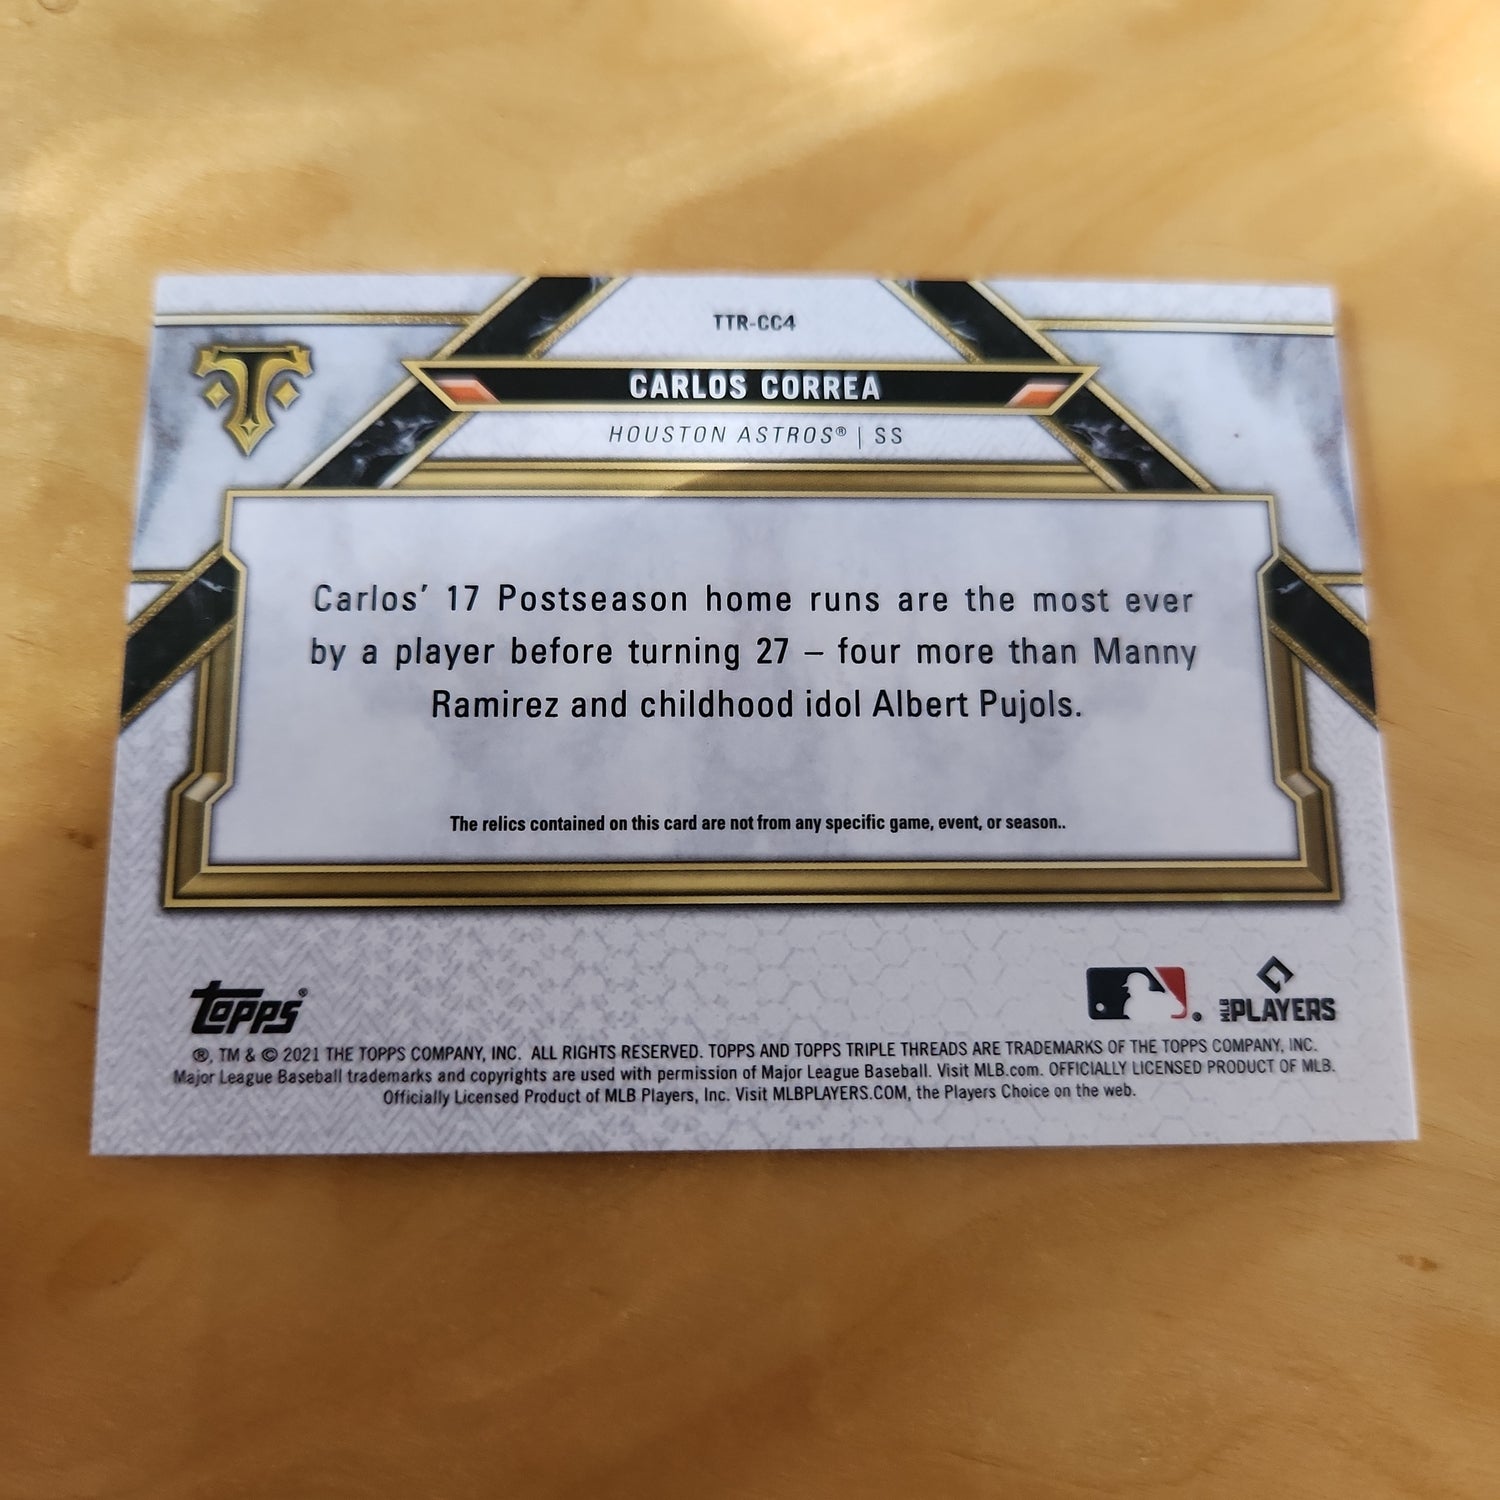 TTR-CC4
CARLOS CORREA
HOUSTON ASTROS® | SS
Carlos’ 17 Postseason home runs are the most ever
by a player before turning 27 – four more than Manny
Ramirez and childhood idol Albert Pujols.
The relics contained on this card are not from any specific game, event, or season..
Topps®
MLB PLAYERS
®, TM & © 2021 THE TOPPS COMPANY, INC. ALL RIGHTS RESERVED. TOPPS AND TOPPS TRIPLE THREADS ARE TRADEMARKS OF THE TOPPS COMPANY, INC.
Major League Baseball trademarks and copyrights are used with permission of Major League Baseball. Visit MLB.com. OFFICIALLY LICENSED PRODUCT OF MLB.
Officially Licensed Product of MLB Players, Inc. Visit MLBPLAYERS.COM, the Players Choice on the web.